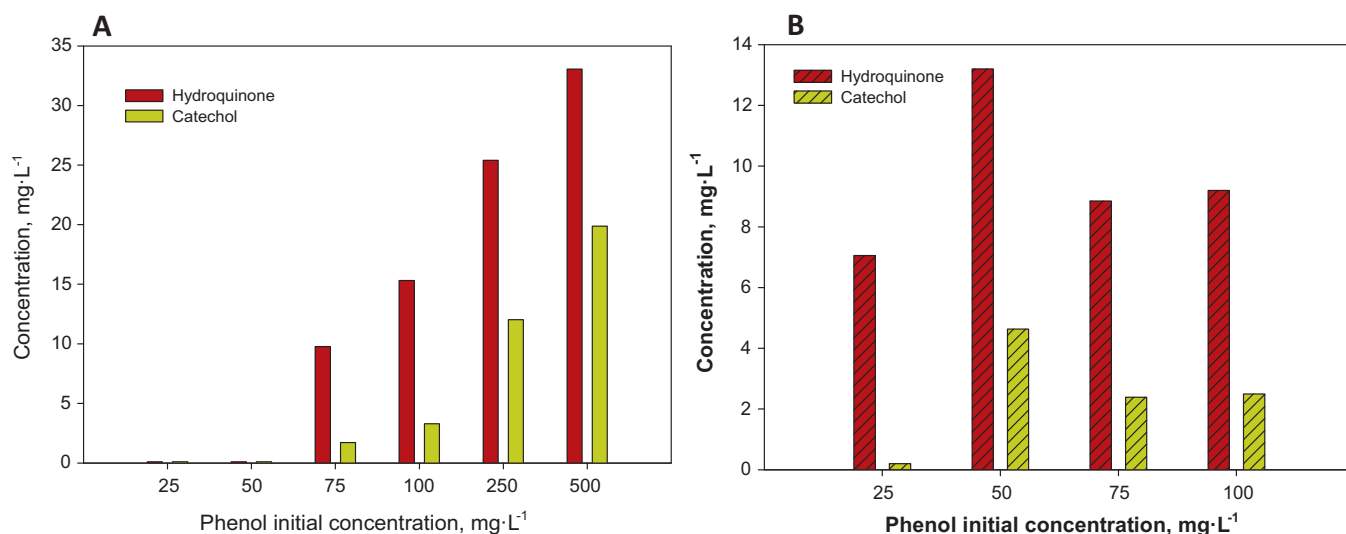 A
35
30
25
20
15
10
5
0
Concentration, mg·L⁻¹
Hydroquinone
Catechol
25 50 75 100 250 500
Phenol initial concentration, mg·L⁻¹
B
14
12
10
8
6
4
2
0
Concentration, mg·L⁻¹
Hydroquinone
Catechol
25 50 75 100
Phenol initial concentration, mg·L⁻¹